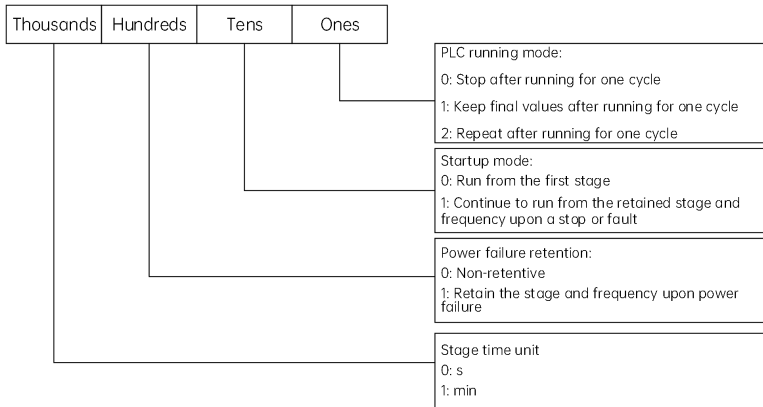 Thousands Hundreds Tens Ones
PLC running mode:
0: Stop after running for one cycle
1: Keep final values after running for one cycle
2: Repeat after running for one cycle
Startup mode:
0: Run from the first stage
1: Continue to run from the retained stage and
frequency upon a stop or fault
Power failure retention:
0: Non-retentive
1: Retain the stage and frequency upon power
failure
Stage time unit
0: s
1: min